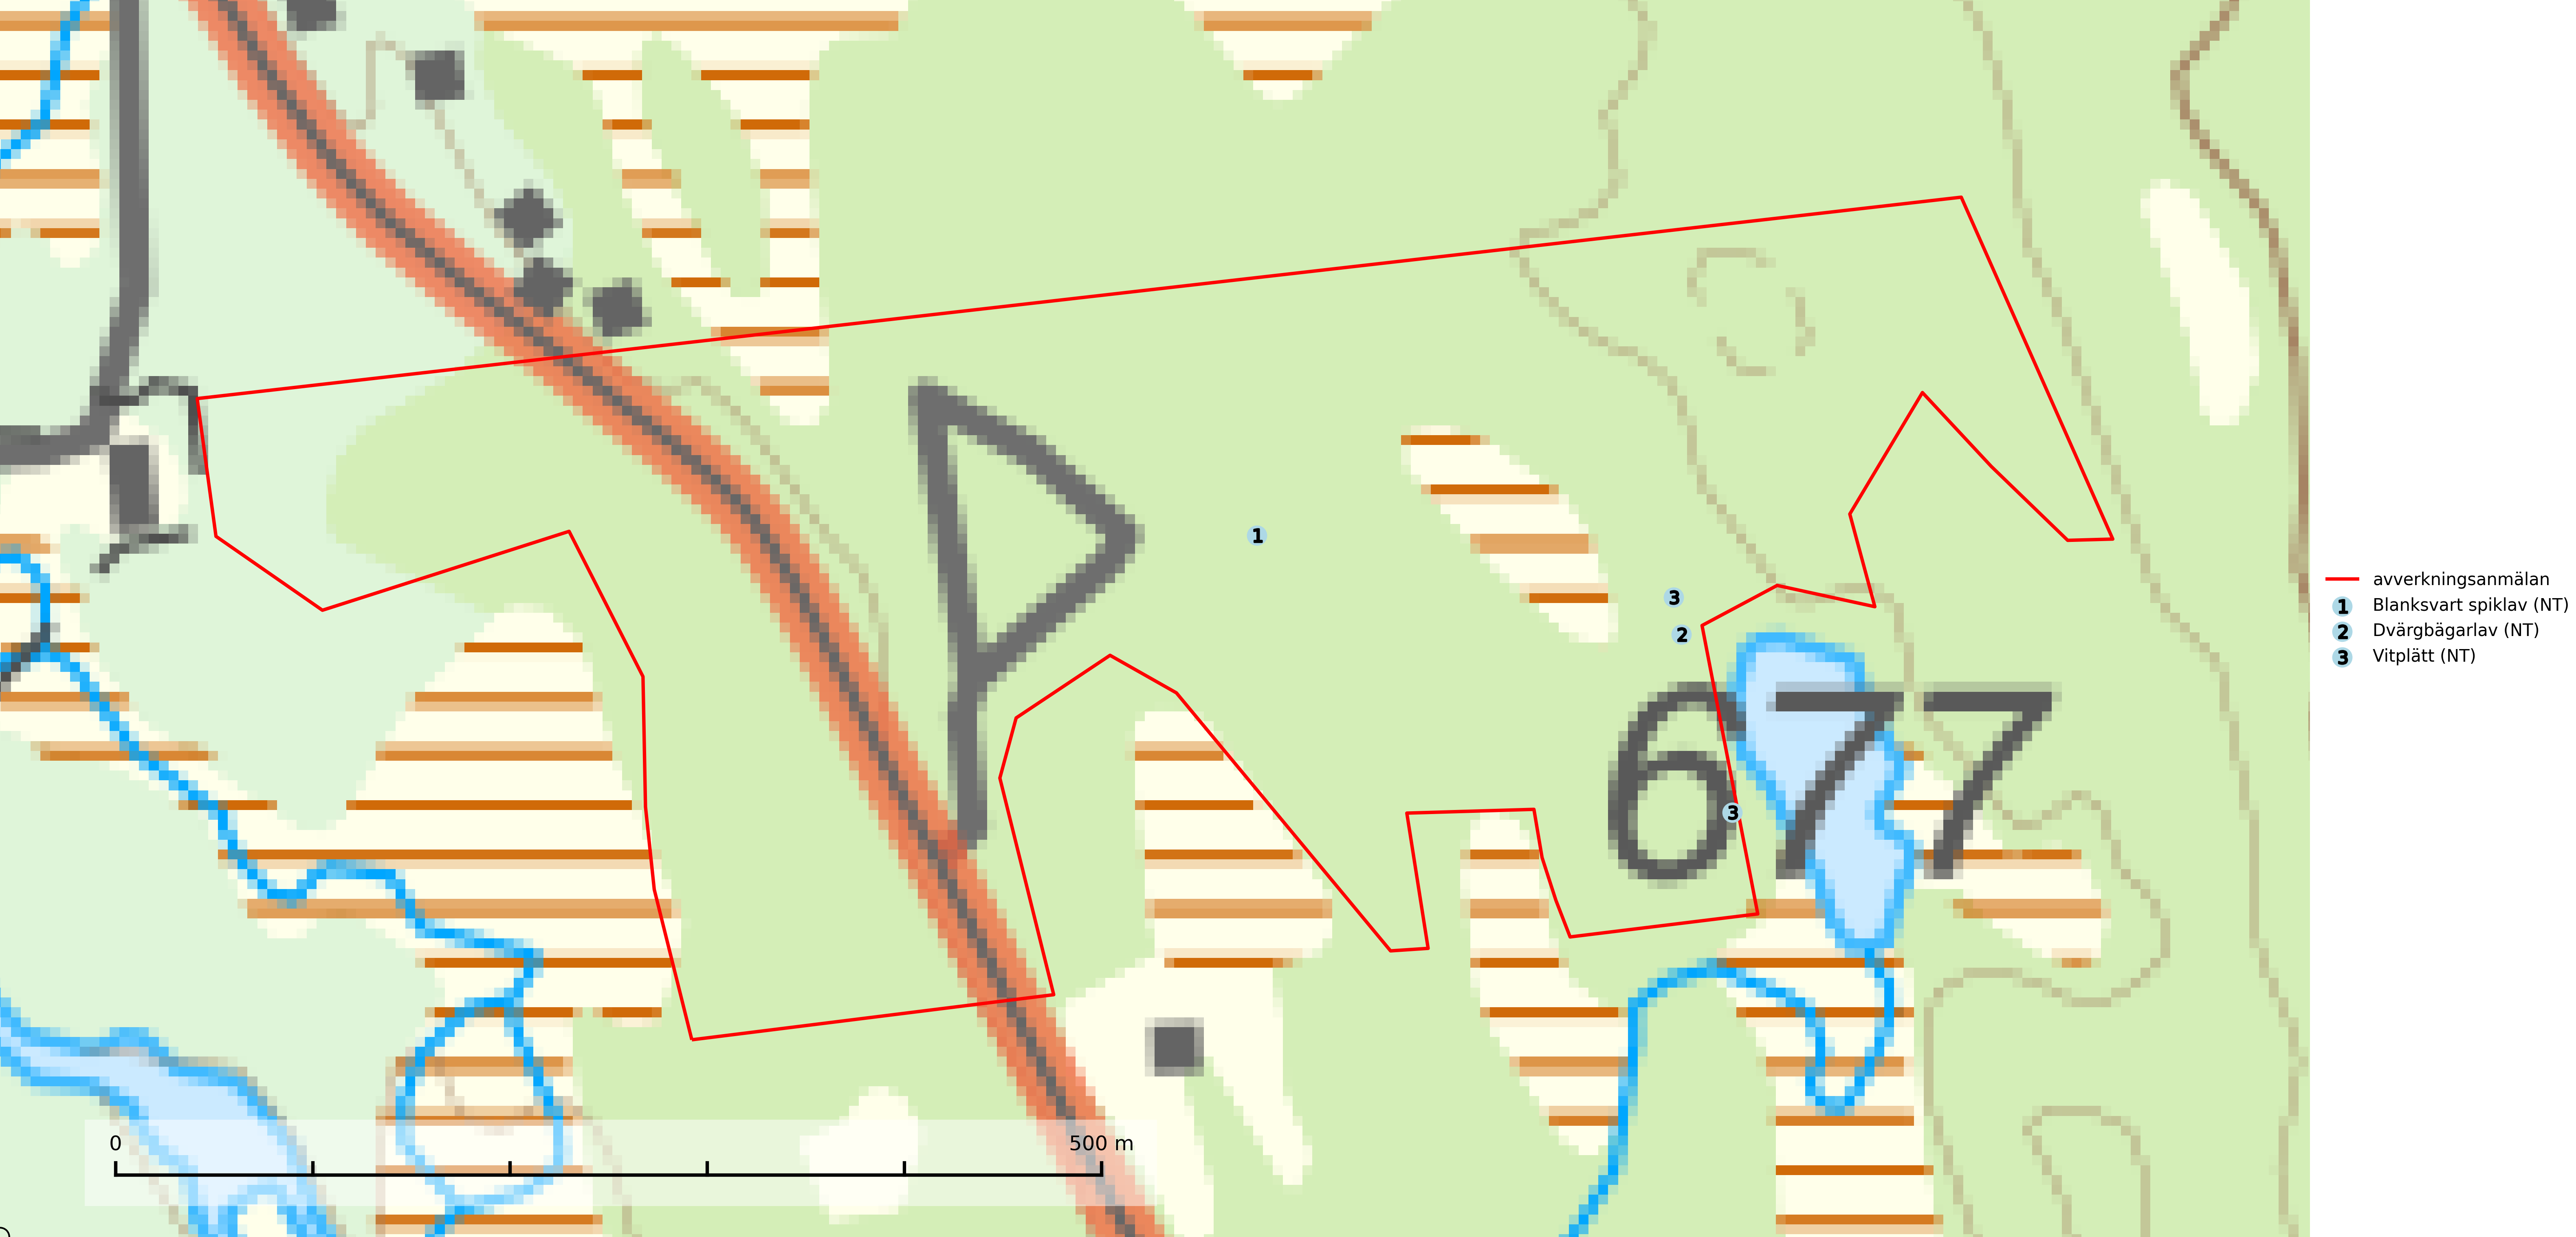 1
3
2
677
3
0
500 m
avverkningsanmälan
1 Blanksvart spiklav (NT)
2 Dvärgbägarlav (NT)
3 Vitplätt (NT)